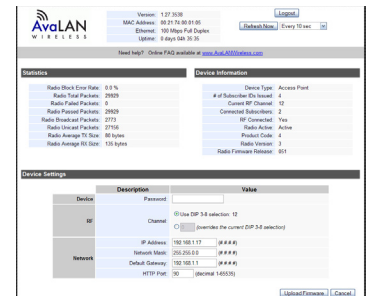 AvaLAN
WIRELESS
Version: 1.27.3538
MAC Address: 00:21:74:80:01:05
Ethernet: 100 Mbps Full Duplex
Uptime: 0 days 04h 35:35
Logout
Refresh Now Every 10 sec
Need help? Online FAQ available at www.AvaLANWireless.com
Statistics
Radio Block Error Rate: 0.0 %
Radio Total Packets: 29929
Radio Failed Packets: 0
Radio Passed Packets: 29929
Radio Broadcast Packets: 2773
Radio Unicast Packets: 27156
Radio Average TX Size: 80 bytes
Radio Average RX Size: 135 bytes
Device Information
Device Type: Access Point
# of Subscriber IDs Issued: 4
Current RF Channel: 12
Connected Subscribers: 2
RF Connected: Yes
Radio Active: Active
Product Code: 4
Radio Version: 3
Radio Firmware Release: 051
Device Settings
Description Value
Device Password:
RF Channel
Use DIP 3-8 selection: 12
(overrides the current DIP 3-8 selection)
Network
IP Address: 192.168.1.17 (#.#.#.#)
Network Mask: 255.255.0.0 (#.#.#.#)
Default Gateway: 192.168.1.1 (#.#.#.#)
HTTP Port: 90 (decimal 1-65535)
Upload Firmware Cancel